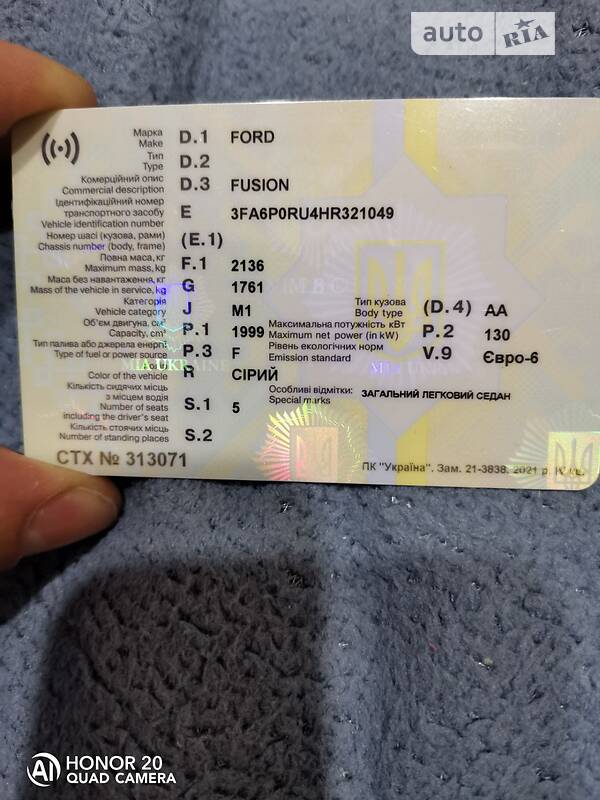 auto RIA
Марка D.1 FORD
Make
Тип D.2
Type
Комерційний опис D.3 FUSION
Commercial description
Ідентифікаційний номер
транспортного засобу E 3FA6P0RU4HR321049
Vehicle identification number
Номер шасі (кузова, рами) (E.1)
Chassis number (body, frame)
Повна маса, кг F.1 2136
Maximum mass, kg
Маса без навантаження, кг G 1761
Mass of the vehicle in service, kg
Категорія J M1 Тип кузова (D.4) АА
Vehicle category Body type
Об'єм двигуна, см P.1 1999 Максимальна потужність кВт P.2 130
Capacity, cm³ Maximum net power (in kW)
Тип палива або джерела енергії P.3 F Рівень екологічних норм V.9 Євро-6
Type of fuel or power source Emission standard
R СІРИЙ
Color of the vehicle
Кількість сидячих місць Особливі відмітки: ЗАГАЛЬНИЙ ЛЕГКОВИЙ СЕДАН
з місцем водія S.1 5 Special marks
Number of seats
including the driver's seat
Кількість стоячих місць S.2
Number of standing places
СТХ № 313071
ПК "Україна". Зам. 21-3838. 2021 р.
MIA UKRAINE
AI HONOR 20
QUAD CAMERA